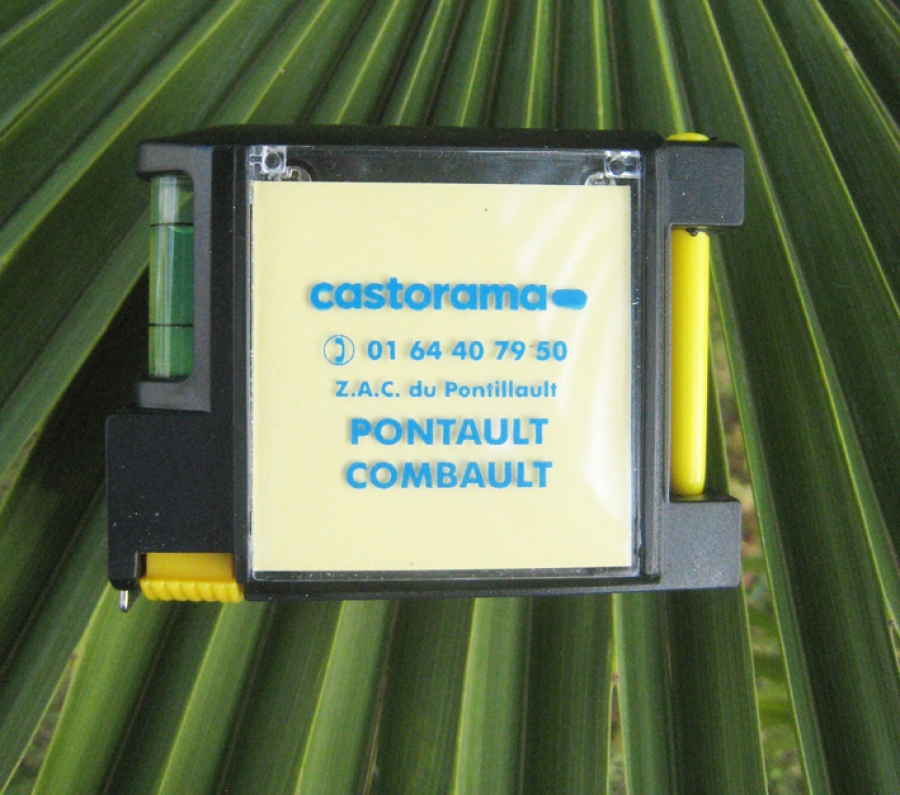 castorama
01 64 40 79 50
Z.A.C. du Pontillault
PONTAULT
COMBAULT